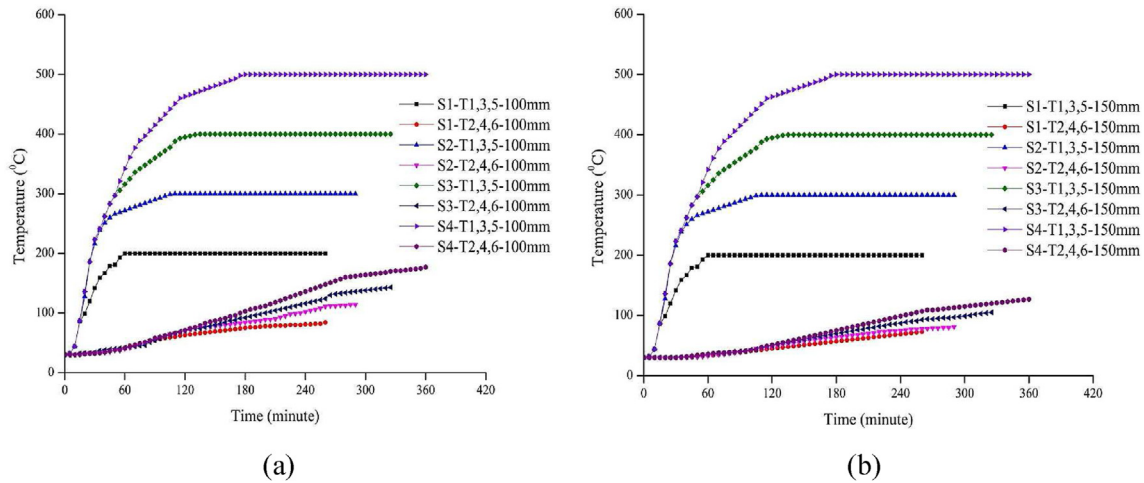 600
500
400
300
200
100
0
Temperature (⁰C)
0 60 120 180 240 300 360 420
Time (minute)
S1-T1,3,5-100mm
S1-T2,4,6-100mm
S2-T1,3,5-100mm
S2-T2,4,6-100mm
S3-T1,3,5-100mm
S3-T2,4,6-100mm
S4-T1,3,5-100mm
S4-T2,4,6-100mm
(a)
600
500
400
300
200
100
0
Temperature (⁰C)
0 60 120 180 240 300 360 420
Time (minute)
S1-T1,3,5-150mm
S1-T2,4,6-150mm
S2-T1,3,5-150mm
S2-T2,4,6-150mm
S3-T1,3,5-150mm
S3-T2,4,6-150mm
S4-T1,3,5-150mm
S4-T2,4,6-150mm
(b)